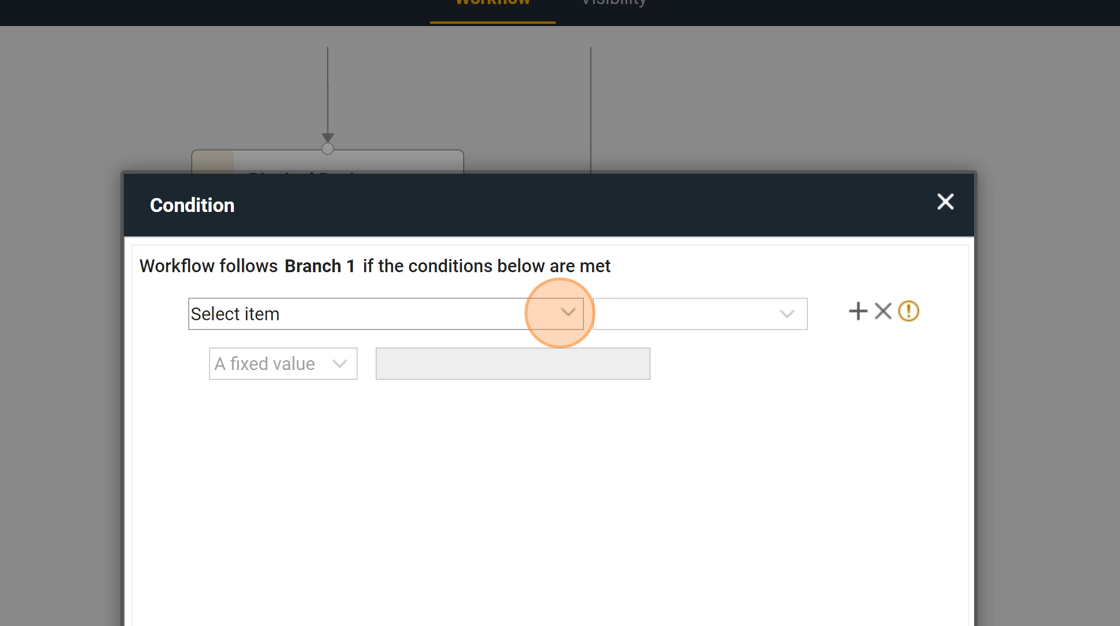 Workflow Visibility
Condition
Workflow follows Branch 1 if the conditions below are met
Select item
A fixed value